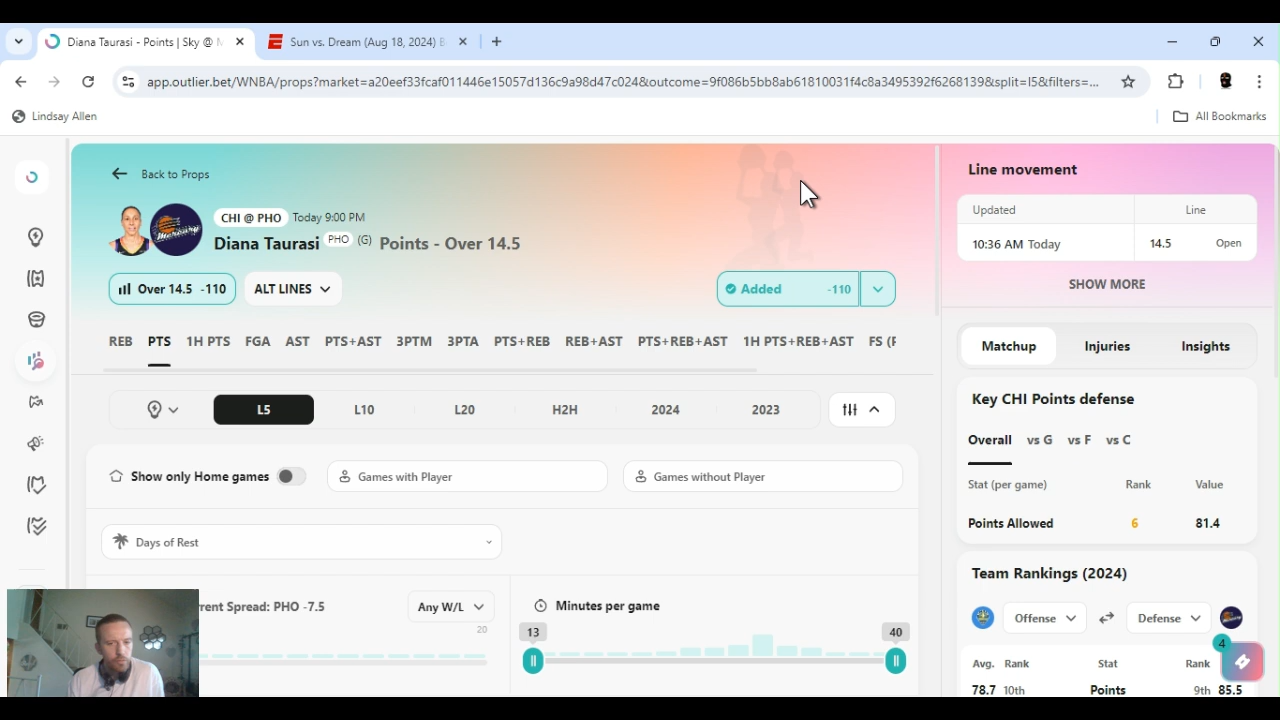 Diana Taurasi - Points | Sky @ M
Sun vs. Dream (Aug 18, 2024) B
app.outlier.bet/WNBA/props?market=a20eef33fcaf011446e15057d136c9a98d47c024&outcome=9f086b5bb8ab61810031f4c8a3495392f6268139&split=l5&filters=...
Lindsay Allen
All Bookmarks
Back to Props
CHI @ PHO Today 9:00 PM
Diana Taurasi PHO (G) Points - Over 14.5
Over 14.5 -110
ALT LINES
Added -110
REB PTS 1H PTS FGA AST PTS+AST 3PTM 3PTA PTS+REB REB+AST PTS+REB+AST 1H PTS+REB+AST FS (F
L5 L10 L20 H2H 2024 2023
Show only Home games
Games with Player
Games without Player
Days of Rest
rent Spread: PHO -7.5
Any W/L
20
Minutes per game
13 40
Line movement
Updated Line
10:36 AM Today 14.5 Open
SHOW MORE
Matchup Injuries Insights
Key CHI Points defense
Overall vs G vs F vs C
Stat (per game) Rank Value
Points Allowed 6 81.4
Team Rankings (2024)
Offense Defense
4
Avg. Rank Stat Rank
78.7 10th Points 9th 85.5